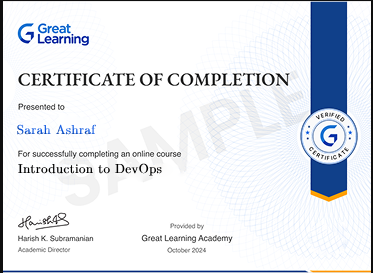 Great
Learning
CERTIFICATE OF COMPLETION
Presented to
Sarah Ashraf
SAMPLE
For successfully completing an online course
Introduction to DevOps
VERIFIED
G
CERTIFICATE
Harish K. Subramanian
Academic Director
Provided by
Great Learning Academy
October 2024